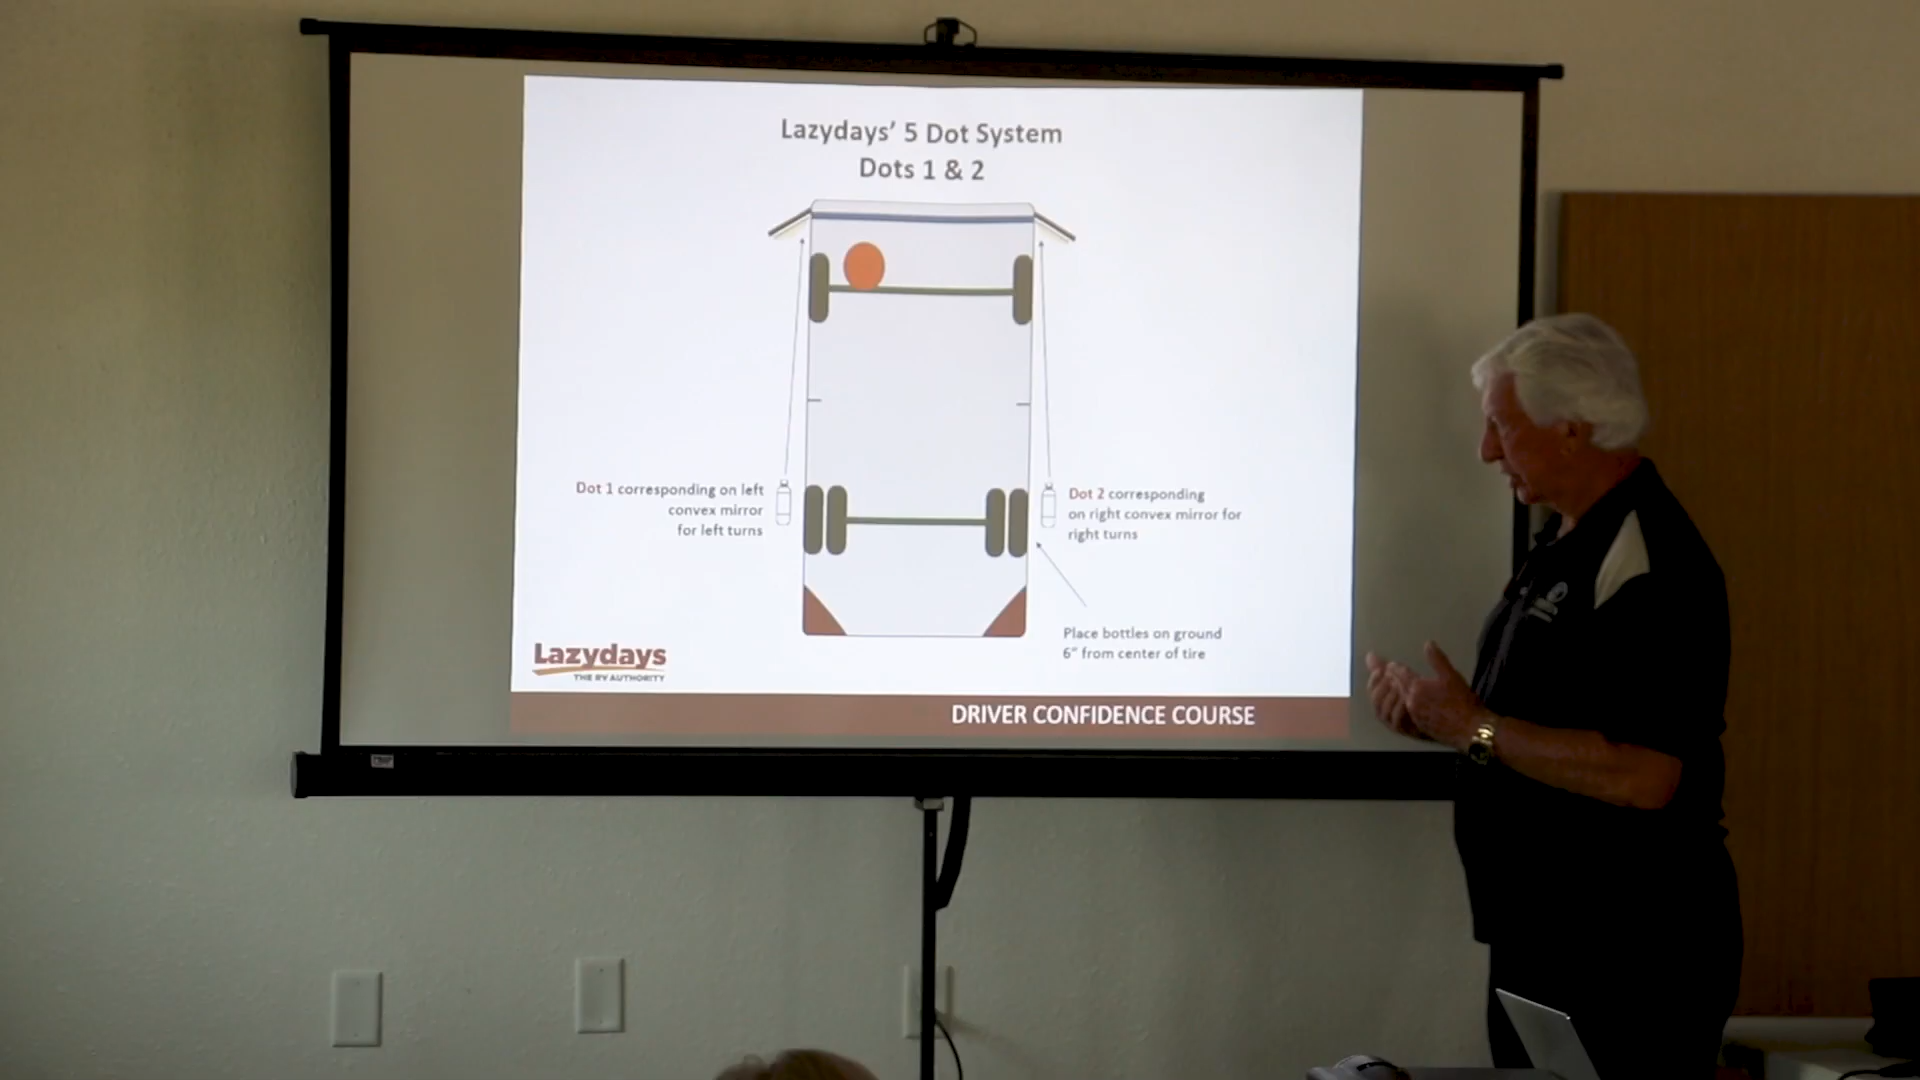 Lazydays' 5 Dot System
Dots 1 & 2
Dot 1 corresponding on left
convex mirror
for left turns
Dot 2 corresponding
on right convex mirror for
right turns
Place bottles on ground
6" from center of tire
Lazydays
THE RV AUTHORITY
DRIVER CONFIDENCE COURSE